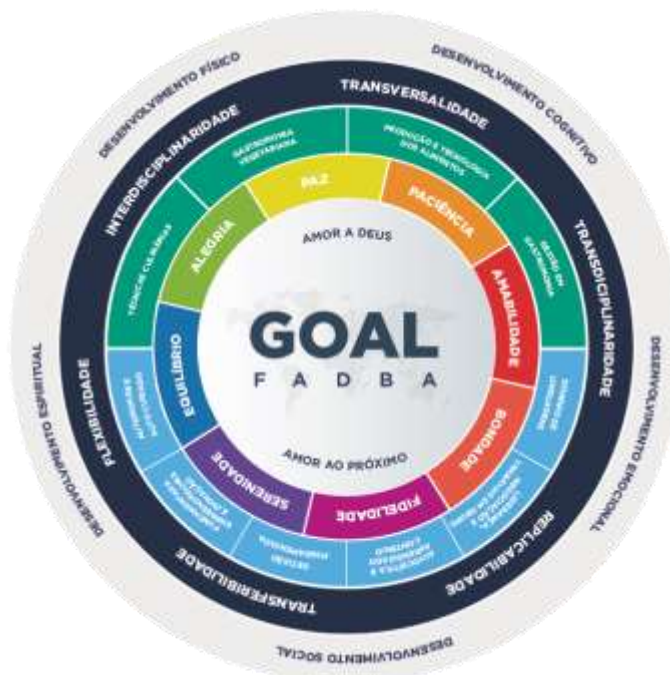 DESENVOLVIMENTO FÍSICO
DESENVOLVIMENTO COGNITIVO
DESENVOLVIMENTO EMOCIONAL
DESENVOLVIMENTO SOCIAL
DESENVOLVIMENTO ESPIRITUAL
INTERDISCIPLINARIDADE
TRANSVERSALIDADE
TRANSDICIPLINARIDADE
REPLICABILIDADE
TRANSFERIBILIDADE
FLEXIBILIDADE
TÉCNICAS CULINÁRIAS
GASTRONOMIA
VEGETARIANA
PRODUÇÃO E TECNOLOGIA
DOS ALIMENTOS
GESTÃO EM
GASTRONOMIA
ALEGRIA
PAZ
PACIÊNCIA
AMABILIDADE
BONDADE
FIDELIDADE
SERENIDADE
EQUILÍBRIO
AMOR A DEUS
GOAL
FADBA
AMOR AO PRÓXIMO